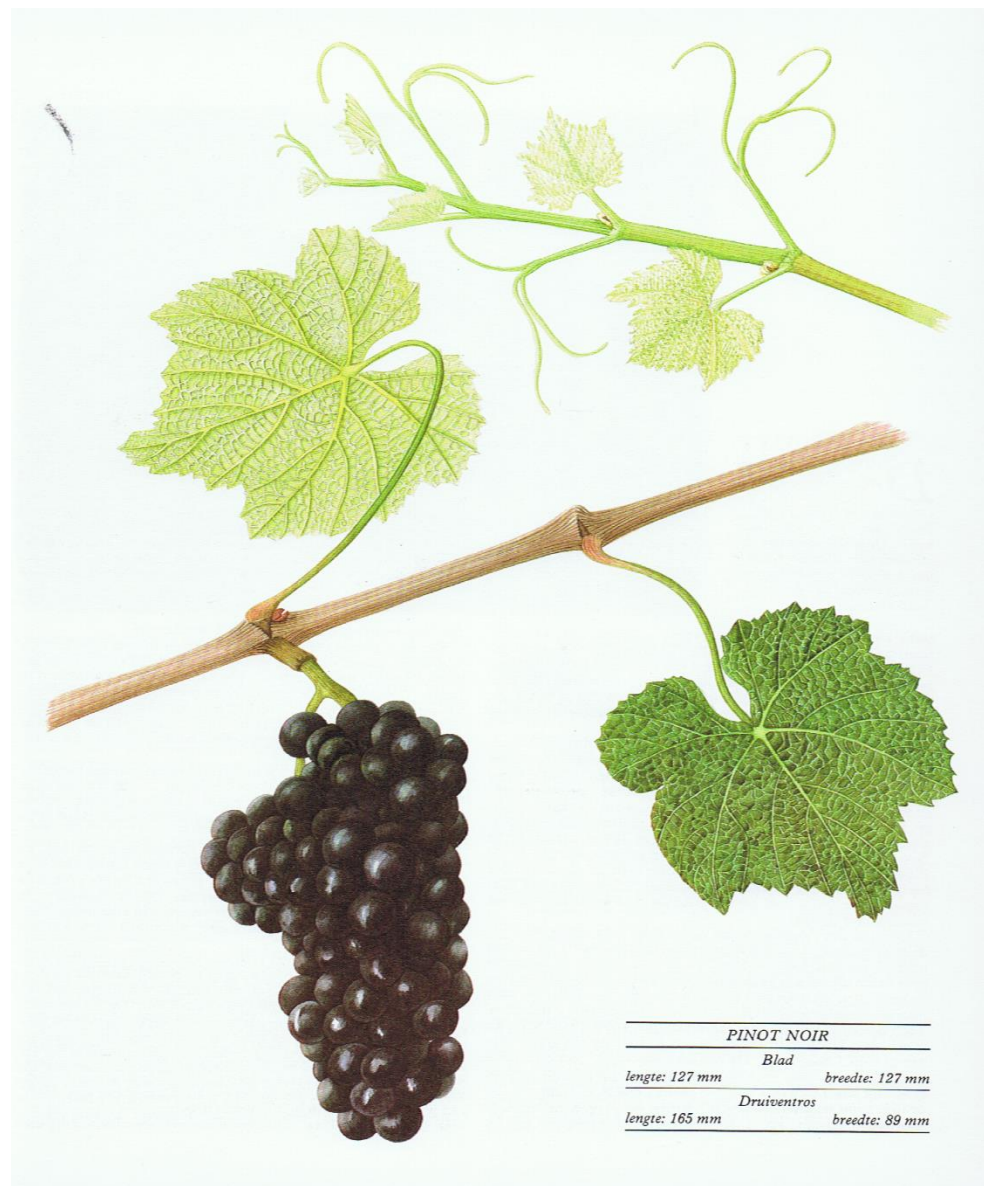 PINOT NOIR
Blad
lengte: 127 mm breedte: 127 mm
Druiventros
lengte: 165 mm breedte: 89 mm